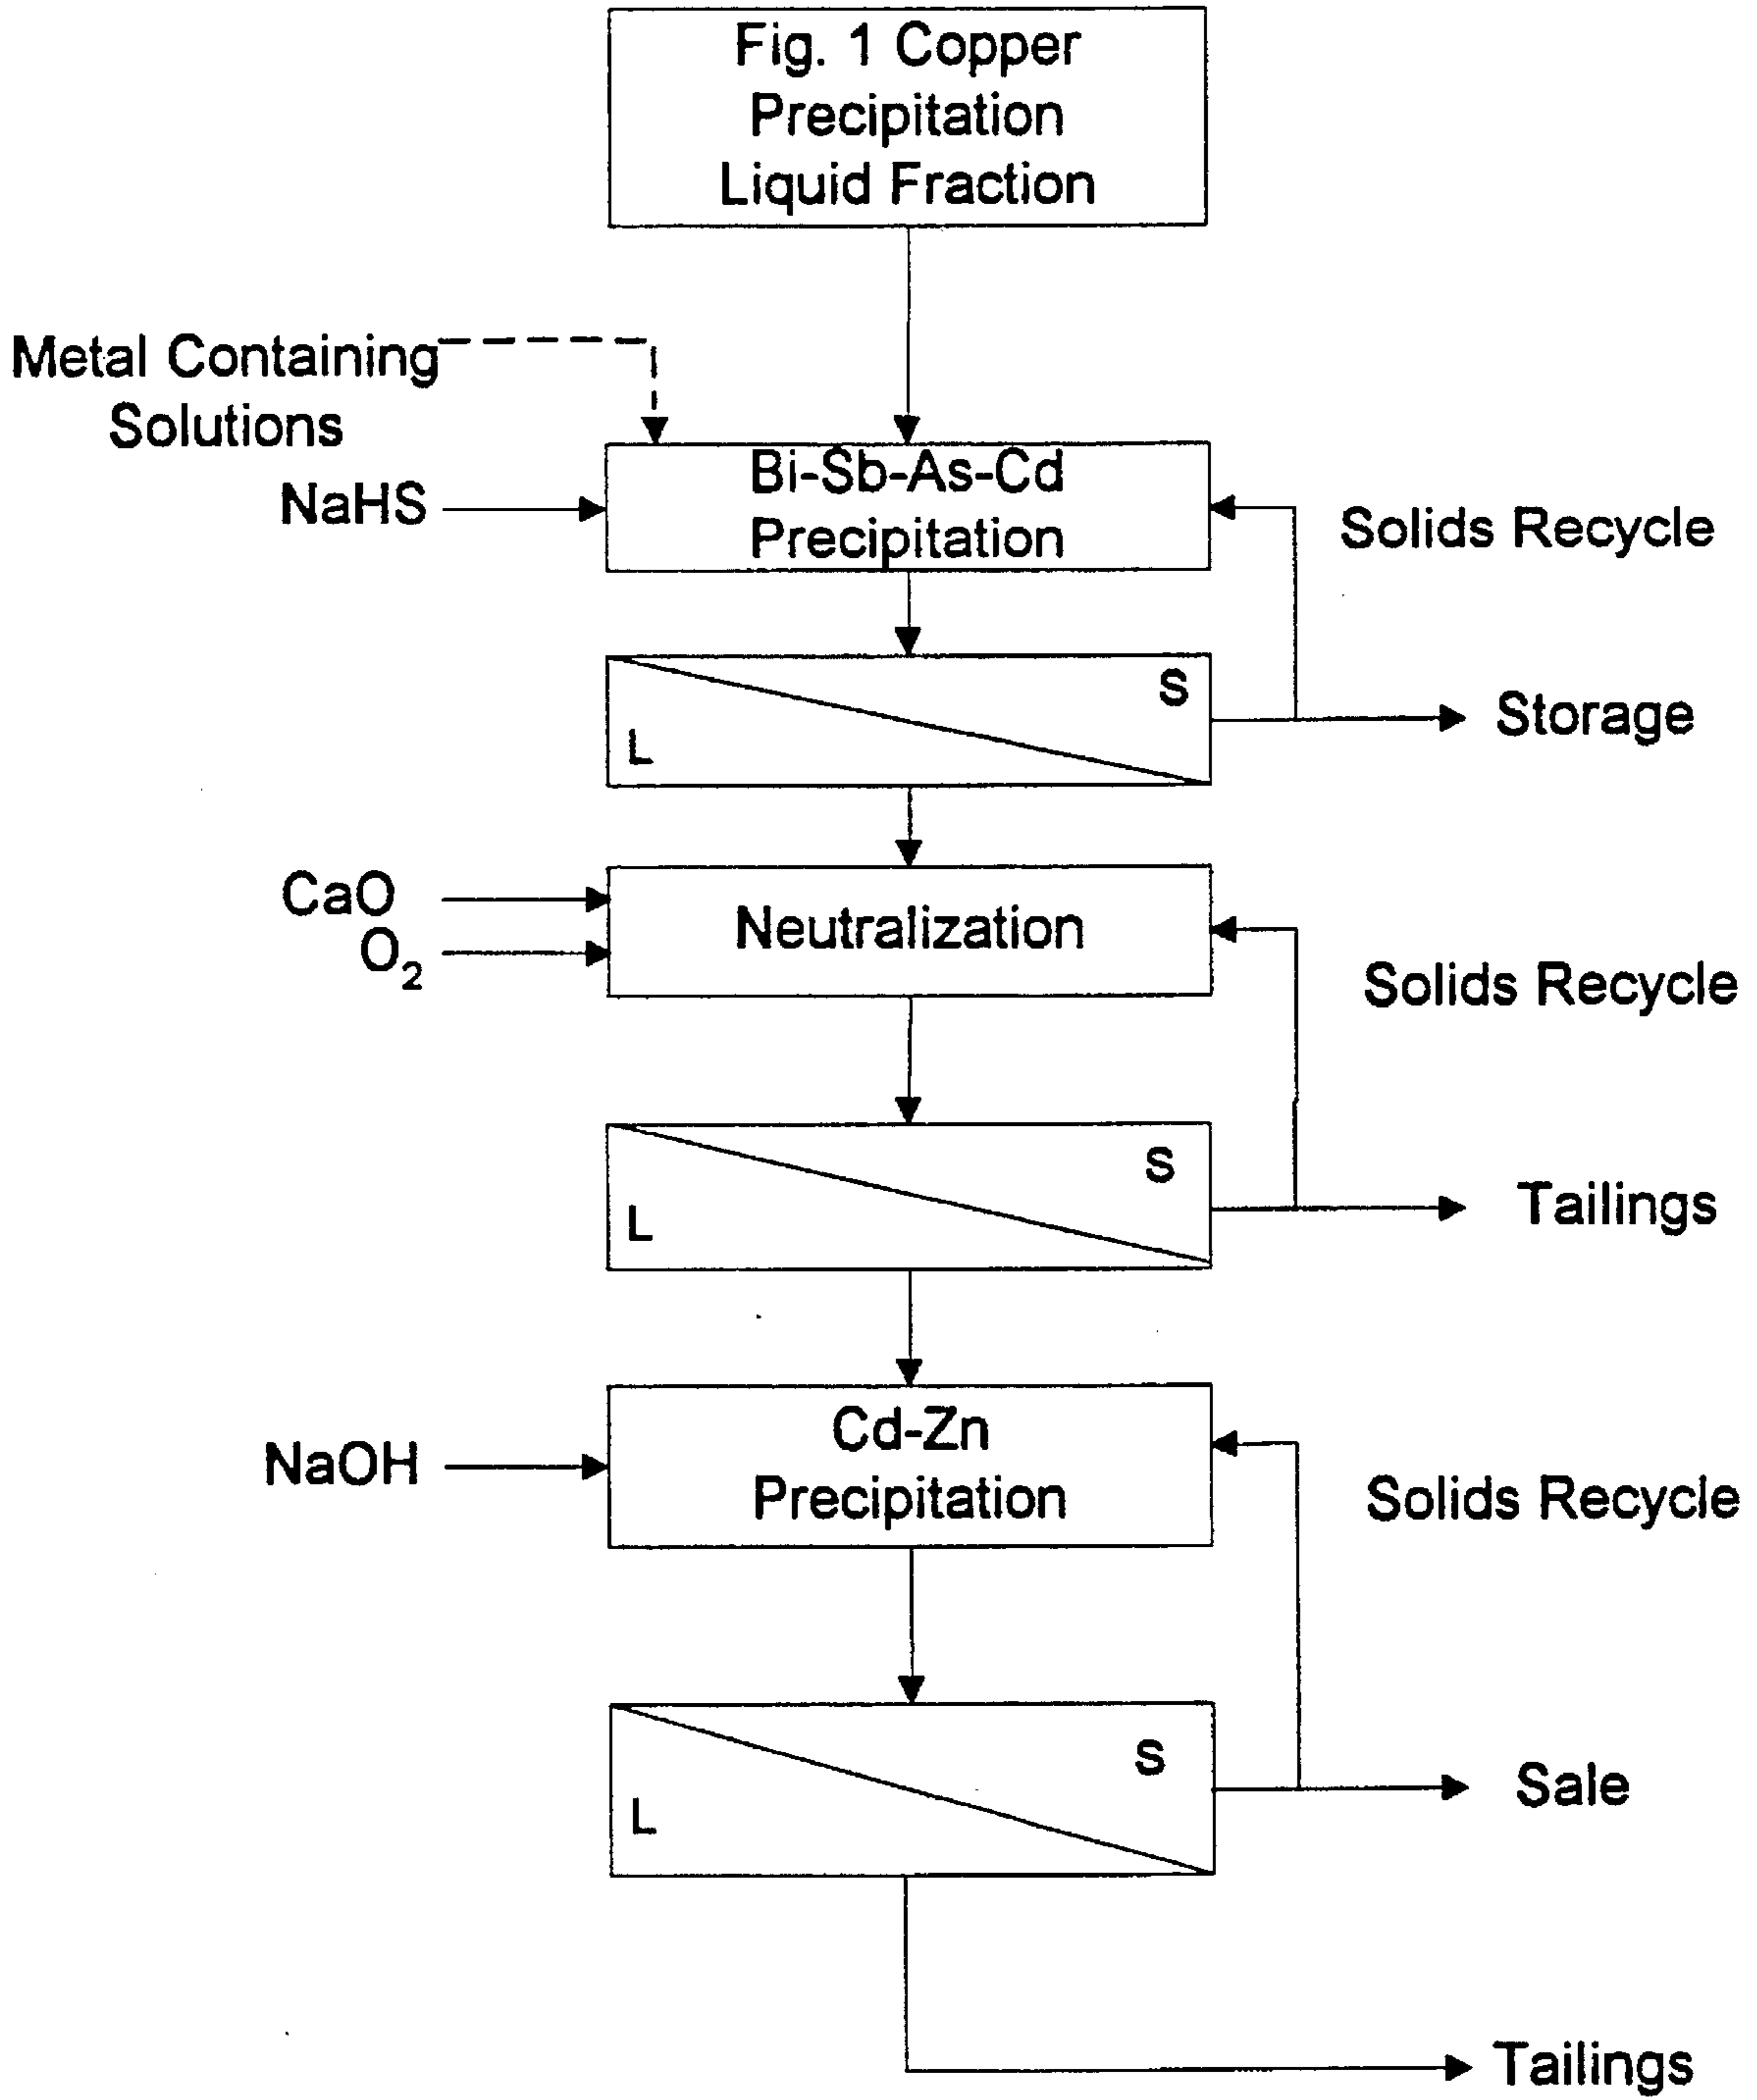 Fig. 1 Copper
Precipitation
Liquid Fraction
Metal Containing
Solutions
NaHS
Bi-Sb-As-Cd
Precipitation
Solids Recycle
S
L
Storage
CaO
O₂
Neutralization
Solids Recycle
S
L
Tailings
NaOH
Cd-Zn
Precipitation
Solids Recycle
S
L
Sale
Tailings